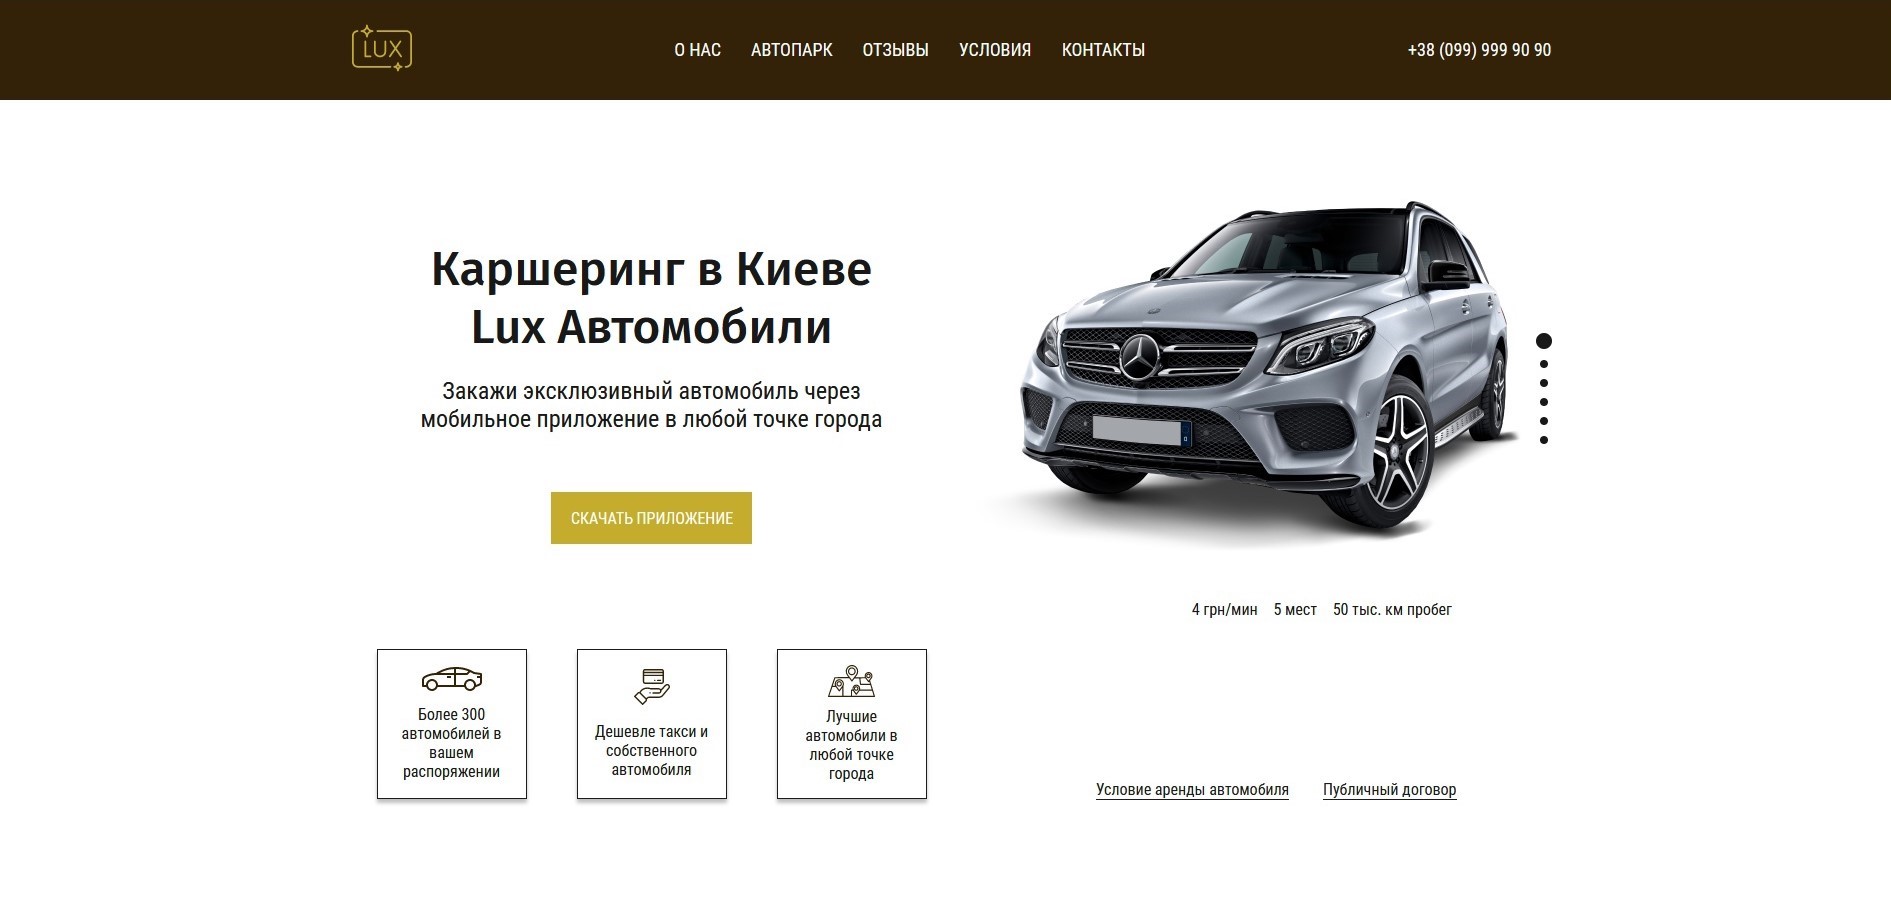 LUX
О НАС
АВТОПАРК
ОТЗЫВЫ
УСЛОВИЯ
КОНТАКТЫ
+38 (099) 999 90 90
Каршеринг в Киеве
Lux Автомобили
Закажи эксклюзивный автомобиль через
мобильное приложение в любой точке города
СКАЧАТЬ ПРИЛОЖЕНИЕ
4 грн/мин
5 мест
50 тыс. км пробег
Более 300
автомобилей в
вашем
распоряжении
Дешевле такси и
собственного
автомобиля
Лучшие
автомобили в
любой точке
города
Условие аренды автомобиля
Публичный договор